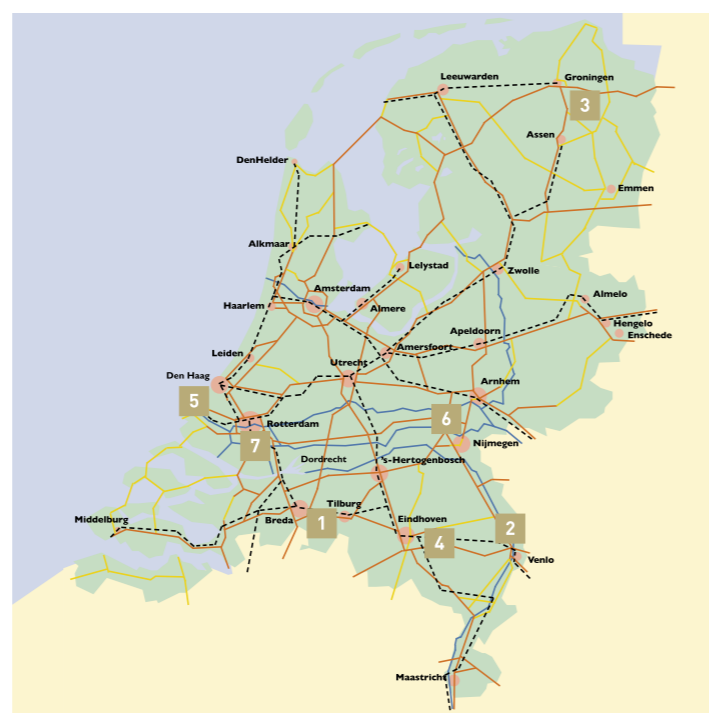 Leeuwarden
Groningen
3
Assen
DenHelder
Emmen
Alkmaar
Lelystad
Zwolle
Amsterdam
Almelo
Haarlem
Almere
Hengelo
Apeldoorn
Enschede
Amersfoort
Leiden
Utrecht
Den Haag
Arnhem
5
6
Rotterdam
7
Nijmegen
Dordrecht
's-Hertogenbosch
Tilburg
Middelburg
Breda
1
Eindhoven
2
4
Venlo
Maastricht